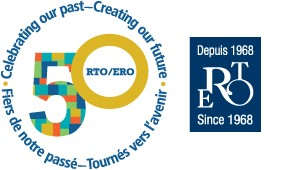 Celebrating our past—Creating our future •
Fiers de notre passé—Tournés vers l'avenir •
50
RTO/ERO
Depuis 1968
RTO
ERO
Since 1968